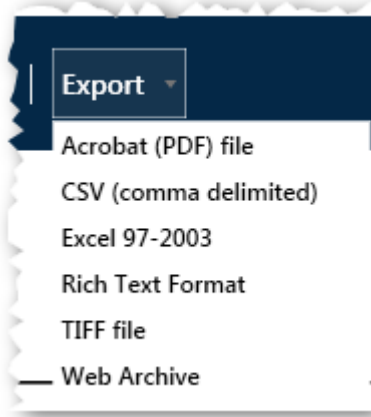 Export
Acrobat (PDF) file
CSV (comma delimited)
Excel 97-2003
Rich Text Format
TIFF file
Web Archive